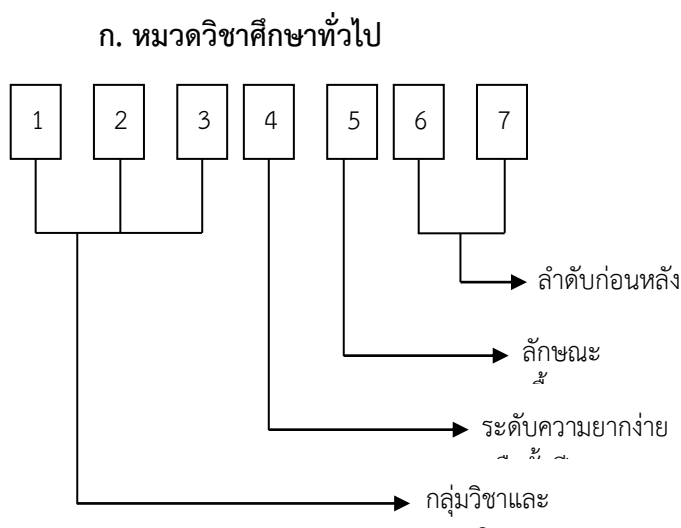 ก. หมวดวิชาศึกษาทั่วไป
1 2 3 4 5 6 7
ลำดับก่อนหลัง
ลักษณะ
ระดับความยากง่าย
กลุ่มวิชาและ